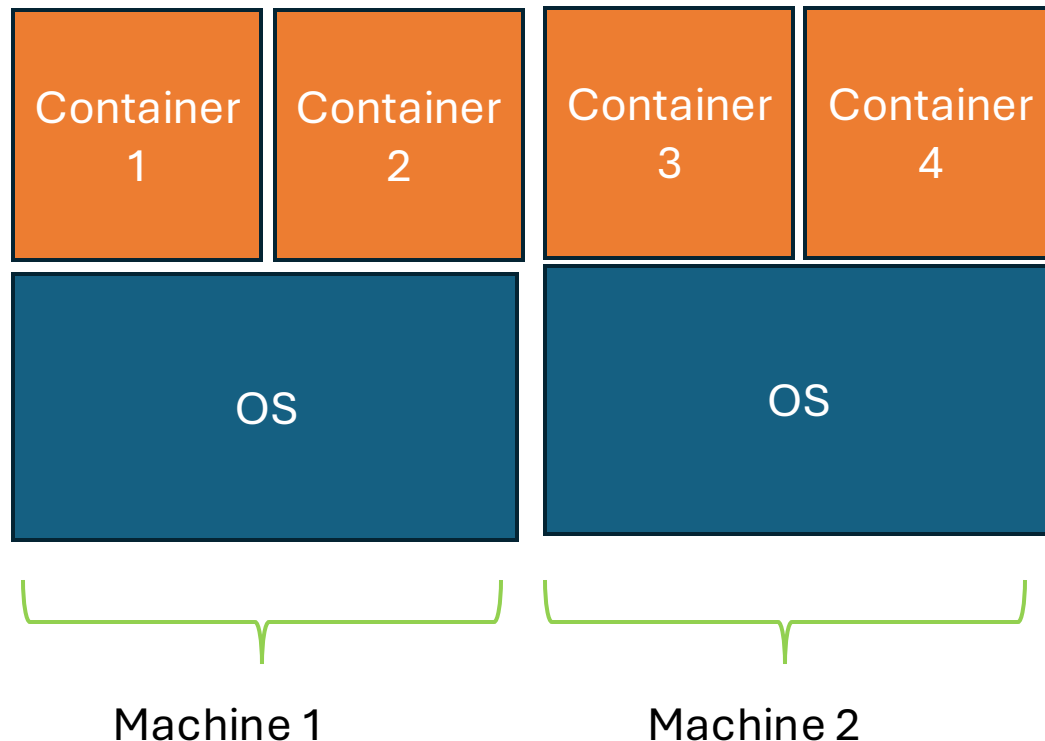 Container
1
Container
2
Container
3
Container
4
OS
OS
Machine 1
Machine 2